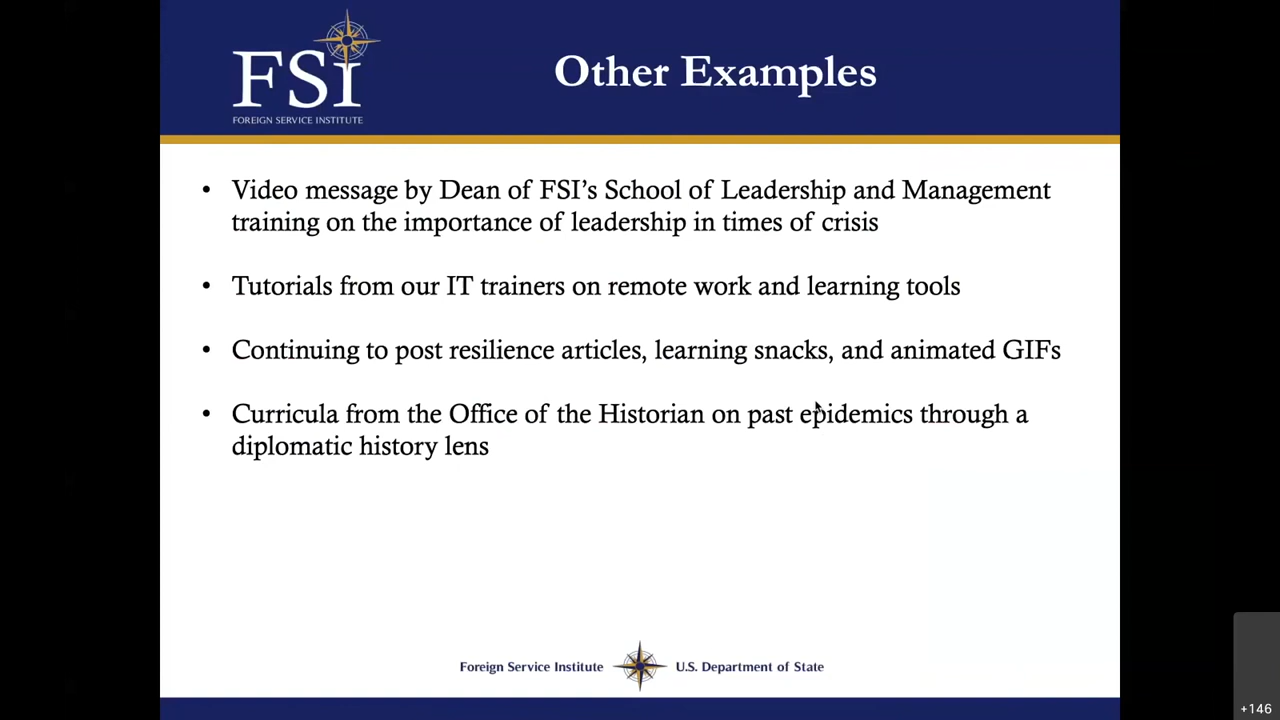 FSI
FOREIGN SERVICE INSTITUTE
Other Examples
• Video message by Dean of FSI’s School of Leadership and Management
training on the importance of leadership in times of crisis
• Tutorials from our IT trainers on remote work and learning tools
• Continuing to post resilience articles, learning snacks, and animated GIFs
• Curricula from the Office of the Historian on past epidemics through a
diplomatic history lens
Foreign Service Institute U.S. Department of State
+146